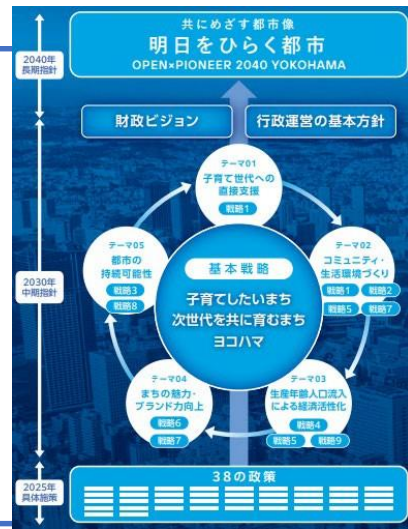 共にめざす都市像
明日をひらく都市
OPEN×PIONEER 2040 YOKOHAMA
2040年
長期指針
財政ビジョン
行政運営の基本方針
テーマ01
子育て世代への
直接支援
戦略1
テーマ05
都市の
持続可能性
戦略3
戦略8
テーマ02
コミュニティ・
生活環境づくり
戦略1 戦略2
戦略5 戦略7
基本戦略
子育てしたいまち
次世代を共に育むまち
ヨコハマ
2030年
中期指針
テーマ04
まちの魅力・
ブランド力向上
戦略6
戦略7
テーマ03
生産年齢人口流入
による経済活性化
戦略4
戦略5 戦略9
38の政策
2025年
具体施策